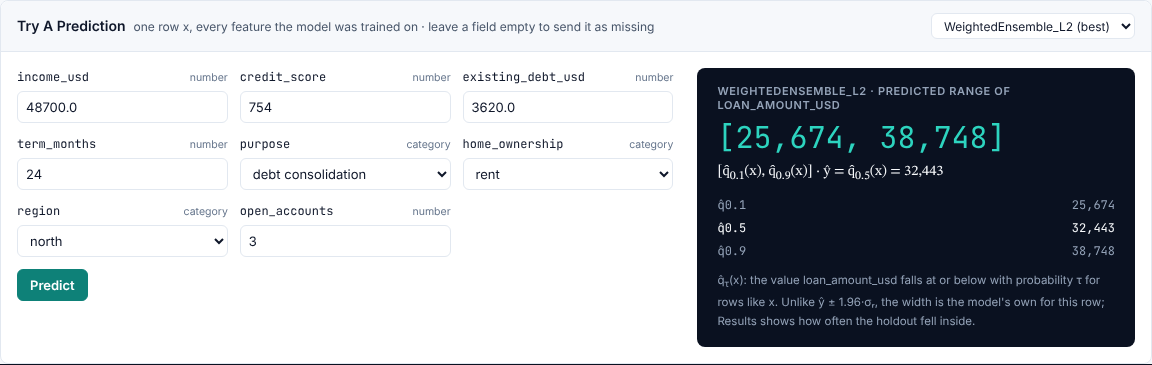 Try A Prediction one row x, every feature the model was trained on · leave a field empty to send it as missing WeightedEnsemble_L2 (best)
income_usd number credit_score number existing_debt_usd number
48700.0 754 3620.0
term_months number purpose category home_ownership category
24 debt consolidation rent
region category open_accounts number
north 3
Predict
WEIGHTEDENSEMBLE_L2 · PREDICTED RANGE OF
LOAN_AMOUNT_USD
[25,674, 38,748]
[q̂0.1(x), q̂0.9(x)] · ŷ = q̂0.5(x) = 32,443
q̂0.1 25,674
q̂0.5 32,443
q̂0.9 38,748
q̂τ(x): the value loan_amount_usd falls at or below with probability τ for
rows like x. Unlike ŷ ± 1.96·σr, the width is the model's own for this row;
Results shows how often the holdout fell inside.